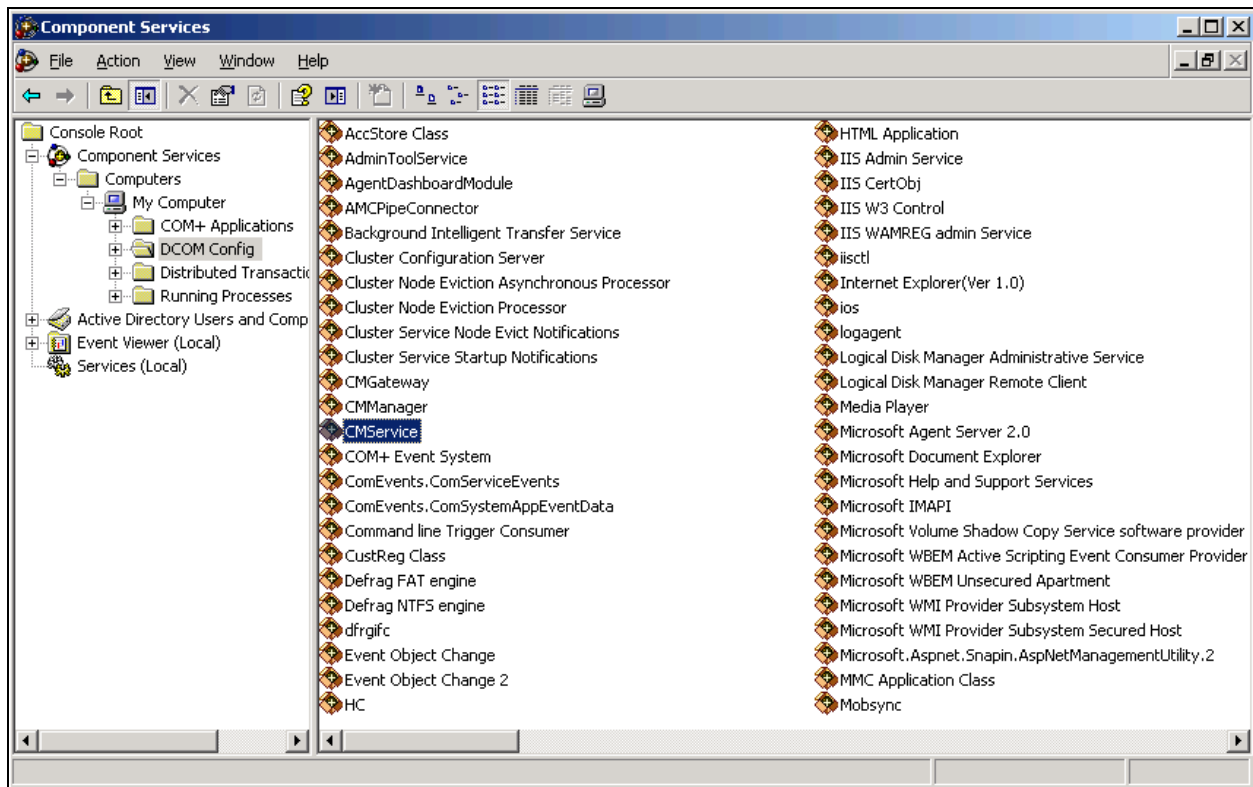 Component Services
File Action View Window Help
Console Root
Component Services
Computers
My Computer
COM+ Applications
DCOM Config
Distributed Transactic
Running Processes
Active Directory Users and Comp
Event Viewer (Local)
Services (Local)
AccStore Class
AdminToolService
AgentDashboardModule
AMCPipeConnector
Background Intelligent Transfer Service
Cluster Configuration Server
Cluster Node Eviction Asynchronous Processor
Cluster Node Eviction Processor
Cluster Service Node Evict Notifications
Cluster Service Startup Notifications
CMGateway
CMManager
CMService
COM+ Event System
ComEvents.ComServiceEvents
ComEvents.ComSystemAppEventData
Command line Trigger Consumer
CustReg Class
Defrag FAT engine
Defrag NTFS engine
dfrgifc
Event Object Change
Event Object Change 2
HC
HTML Application
IIS Admin Service
IIS CertObj
IIS W3 Control
IIS WAMREG admin Service
iisctl
Internet Explorer(Ver 1.0)
ios
logagent
Logical Disk Manager Administrative Service
Logical Disk Manager Remote Client
Media Player
Microsoft Agent Server 2.0
Microsoft Document Explorer
Microsoft Help and Support Services
Microsoft IMAPI
Microsoft Volume Shadow Copy Service software provider
Microsoft WBEM Active Scripting Event Consumer Provider
Microsoft WBEM Unsecured Apartment
Microsoft WMI Provider Subsystem Host
Microsoft WMI Provider Subsystem Secured Host
Microsoft.Aspnet.Snapin.AspNetManagementUtility.2
MMC Application Class
Mobsync